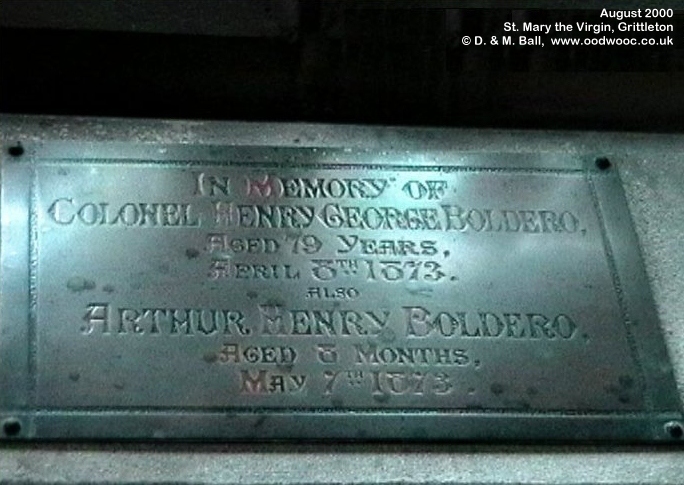 August 2000
St. Mary the Virgin, Grittleton
© D. & M. Ball, www.oodwooc.co.uk
IN MEMORY OF
COLONEL HENRY GEORGE BOLDERO,
AGED 79 YEARS,
APRIL 8TH 1873.
ALSO
ARTHUR HENRY BOLDERO.
AGED 8 MONTHS,
MAY 7TH 1873.